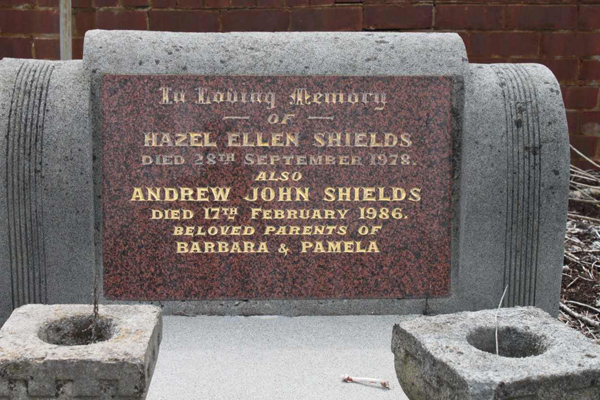 In Loving Memory
OF
HAZEL ELLEN SHIELDS
DIED 28TH SEPTEMBER 1978.
ALSO
ANDREW JOHN SHIELDS
DIED 17TH FEBRUARY 1986.
BELOVED PARENTS OF
BARBARA & PAMELA